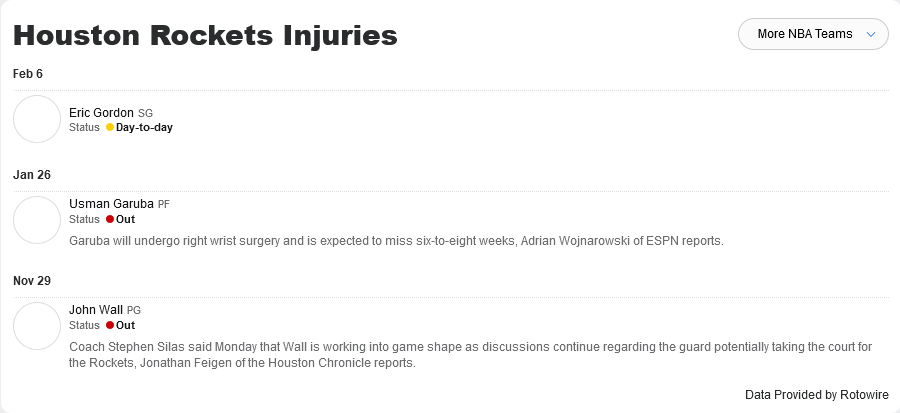 Houston Rockets Injuries
More NBA Teams
Feb 6
Eric Gordon SG
Status Day-to-day
Jan 26
Usman Garuba PF
Status Out
Garuba will undergo right wrist surgery and is expected to miss six-to-eight weeks, Adrian Wojnarowski of ESPN reports.
Nov 29
John Wall PG
Status Out
Coach Stephen Silas said Monday that Wall is working into game shape as discussions continue regarding the guard potentially taking the court for
the Rockets, Jonathan Feigen of the Houston Chronicle reports.
Data Provided by Rotowire